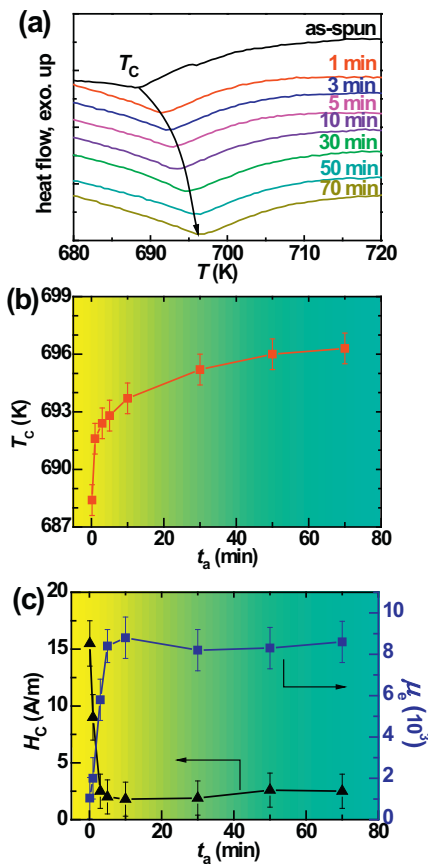 (a)
as-spun
T_C
1 min
3 min
5 min
10 min
30 min
50 min
70 min
heat flow, exo. up
680 690 700 710 720
T (K)
(b)
699
696
693
690
687
T_C (K)
0 20 40 60 80
t_a (min)
(c)
20
15
10
5
0
H_C (A/m)
10
8
6
4
2
0
μ_e (10³)
0 20 40 60 80
t_a (min)